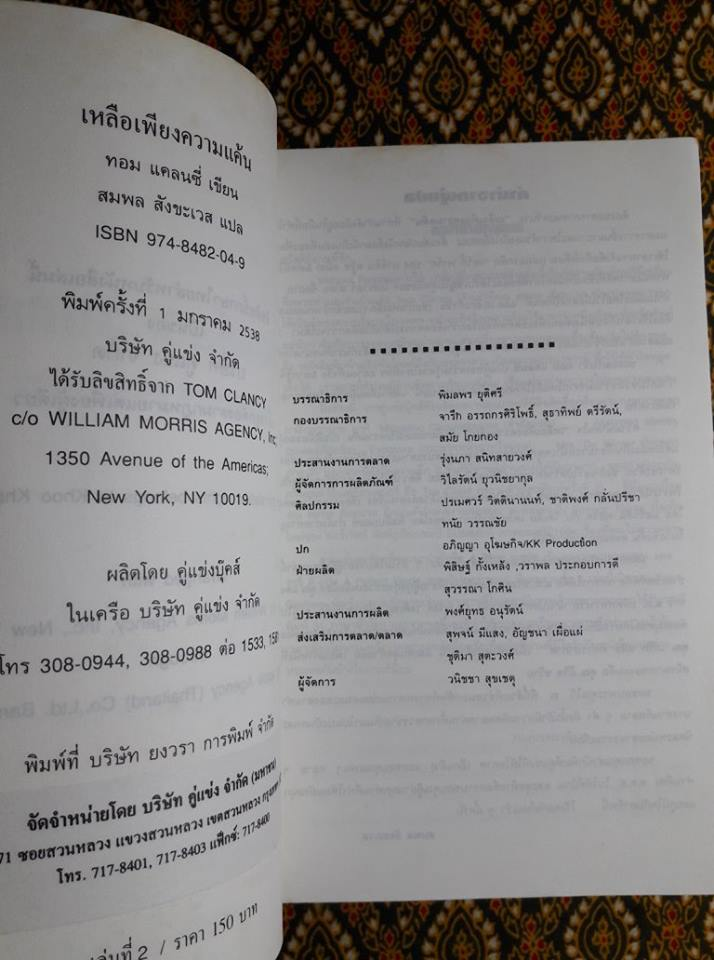 เหลือเพียงความแค้น
ทอม แคลนซี่ เขียน
สมพล สังขะเวส แปล
ISBN 974-8482-04-9
พิมพ์ครั้งที่ 1 มกราคม 2538
บริษัท คู่แข่ง จำกัด
ได้รับลิขสิทธิ์จาก TOM CLANCY
c/o WILLIAM MORRIS AGENCY, Inc
1350 Avenue of the Americas;
New York, NY 10019.
ผลิตโดย คู่แข่งบุ๊คส์
ในเครือ บริษัท คู่แข่ง จำกัด
โทร 308-0944, 308-0988 ต่อ 1533,
พิมพ์ที่ บริษัท ยงวรา การพิมพ์ จำกัด
จัดจำหน่ายโดย บริษัท คู่แข่ง จำกัด (มหาชน)
71 ซอยสวนหลวง แขวงสวนหลวง เขตสวนหลวง
โทร. 717-8401, 717-8403 แฟ็กซ์: 717-8400
เล่มที่ 2 / ราคา 150 บาท
บรรณาธิการ พิมลพร ยุติศรี
กองบรรณาธิการ จารึก อรรถกรศิริโพธิ์, สุธาทิพย์ ตรีรัตน์,
สมัย โกยกอง
ประสานงานการตลาด รุ่งนภา สนิทสายวงศ์
ผู้จัดการการผลิตภัณฑ์ วิไลรัตน์ ยุวนิชยากุล
ศิลปกรรม ปรเมศวร์ วิตตินานนท์, ชาติพงศ์ กลั่นปรีชา
ทนัย วรรณชัย
ปก อภิญญา อุโฆษกิจ/KK Production
ฝ่ายผลิต พิสิษฐ์ กั้งเหล้ง ,วราพล ประกอบการดี
สุวรรณา โกศิน
ประสานงานการผลิต พงศ์ยุทธ อนุรัตน์
ส่งเสริมการตลาด/ตลาด สุพจน์ มีแสง, อัญชนา เผื่อแผ่
ชุติมา สุตะวงศ์
ผู้จัดการ วนิชชา สุขเชตุ